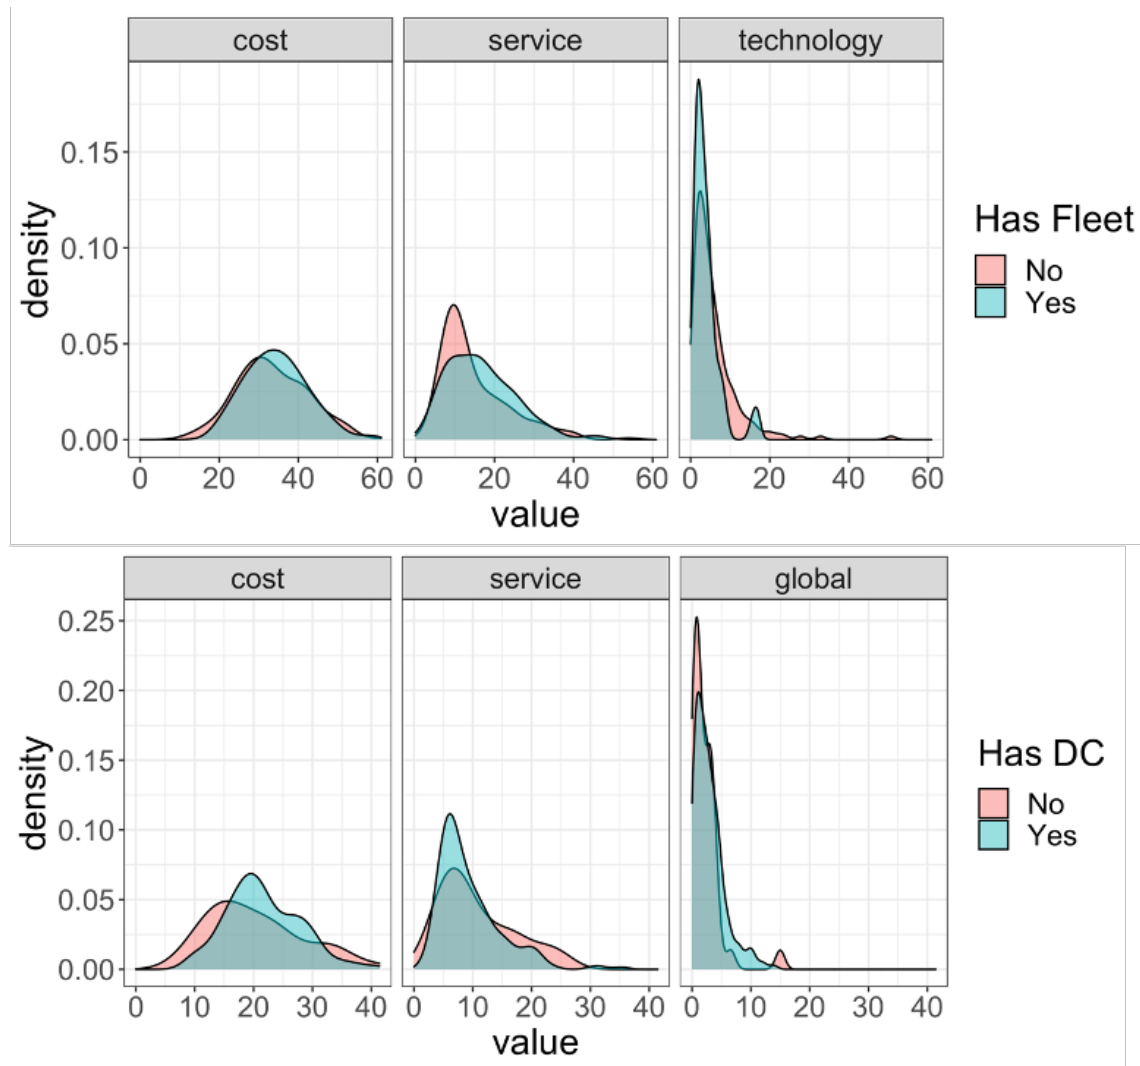 cost service technology
0.15
0.10
0.05
0.00
density
0 20 40 60 0 20 40 60 0 20 40 60
value
Has Fleet
No
Yes
cost service global
0.25
0.20
0.15
0.10
0.05
0.00
density
0 10 20 30 40 0 10 20 30 40 0 10 20 30 40
value
Has DC
No
Yes